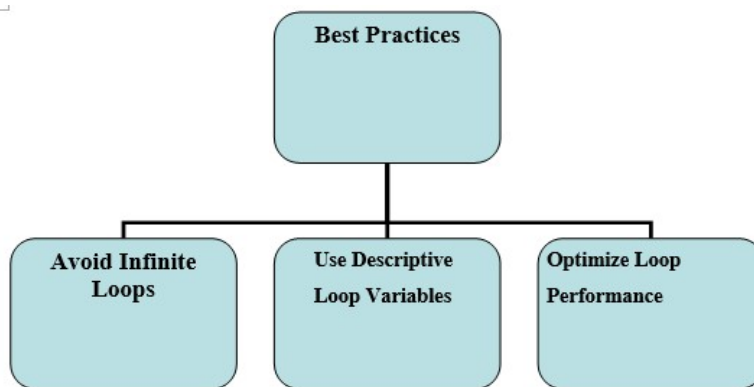 Best Practices
Avoid Infinite
Loops
Use Descriptive
Loop Variables
Optimize Loop
Performance